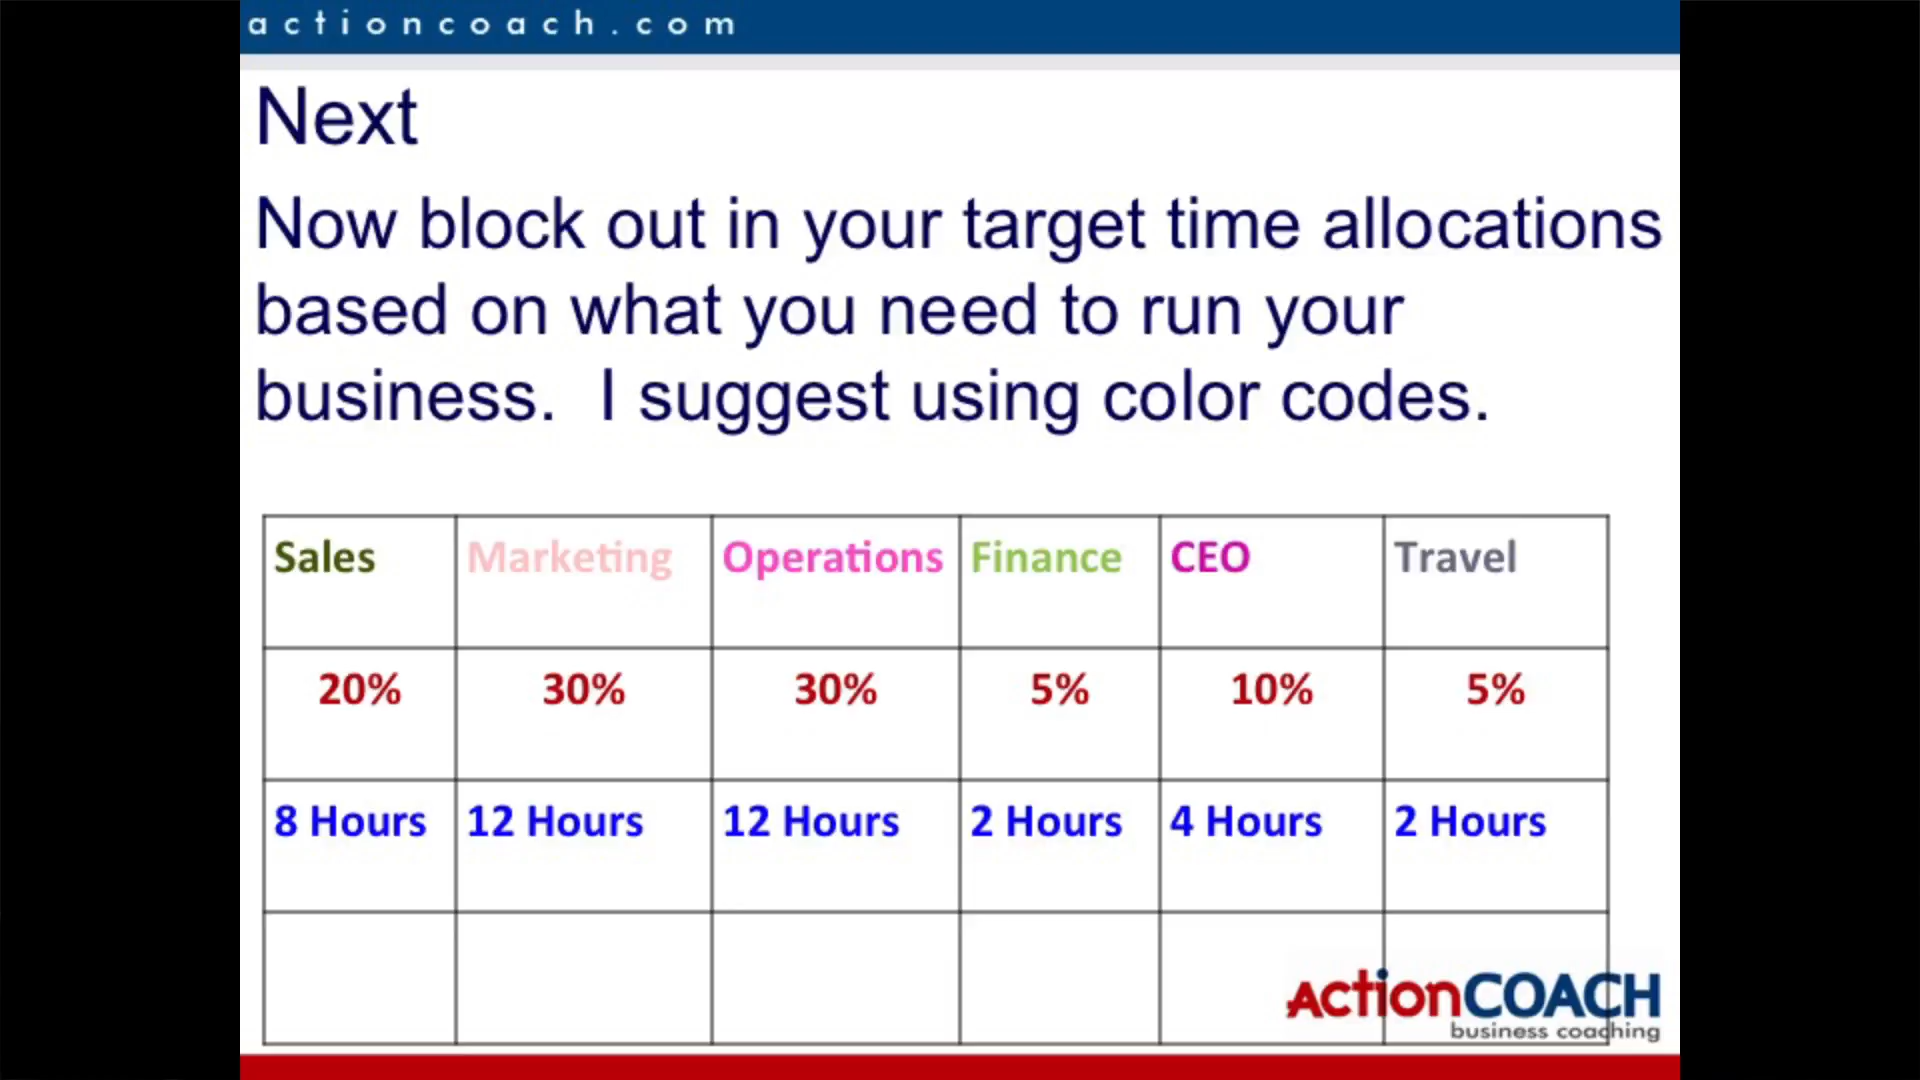 actioncoach.com
Next
Now block out in your target time allocations
based on what you need to run your
business.  I suggest using color codes.
Sales Marketing Operations Finance CEO Travel
20% 30% 30% 5% 10% 5%
8 Hours 12 Hours 12 Hours 2 Hours 4 Hours 2 Hours
ActionCOACH
business coaching